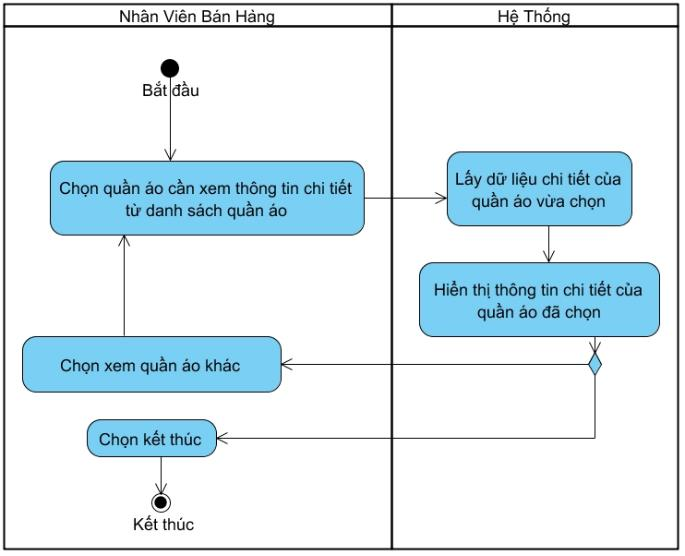 Nhân Viên Bán Hàng
Hệ Thống
Bắt đầu
Chọn quần áo cần xem thông tin chi tiết
từ danh sách quần áo
Lấy dữ liệu chi tiết của
quần áo vừa chọn
Hiển thị thông tin chi tiết của
quần áo đã chọn
Chọn xem quần áo khác
Chọn kết thúc
Kết thúc